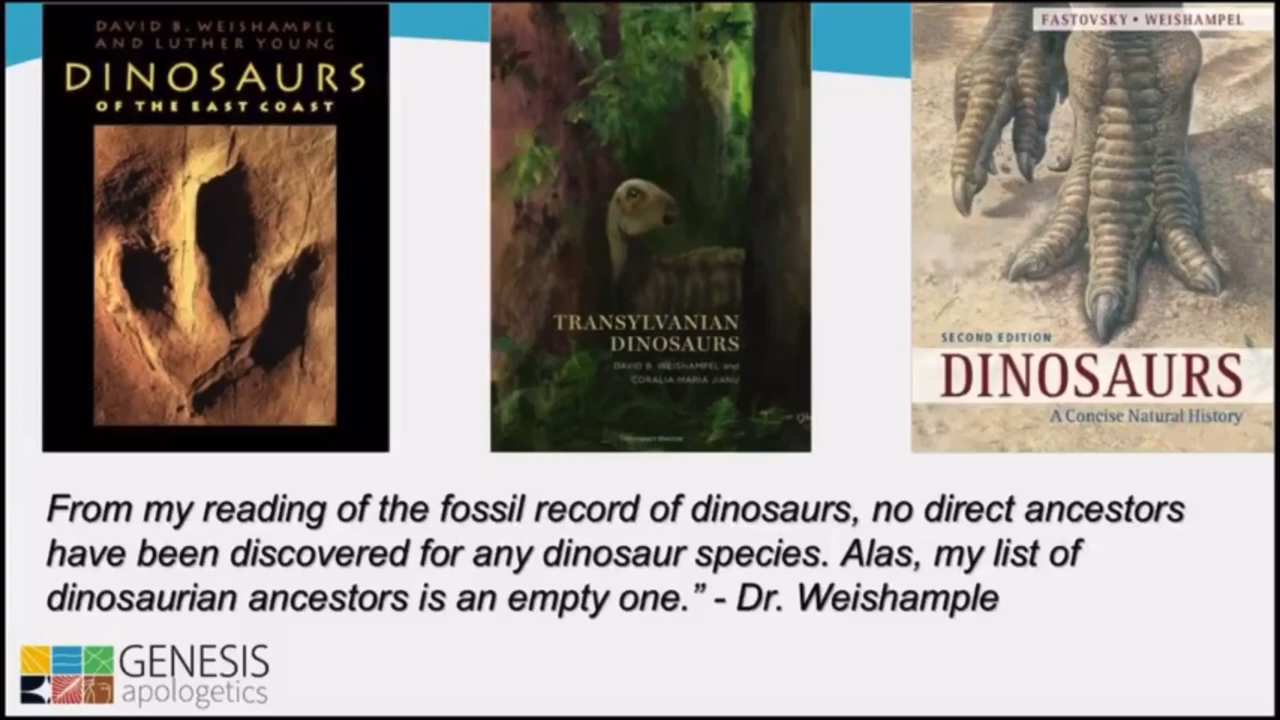 DAVID B. WEISHAMPEL
AND LUTHER YOUNG
DINOSAURS
OF THE EAST COAST
TRANSYLVANIAN
DINOSAURS
DAVID B. WEISHAMPEL and
CORALIA-MARIA JIANU
FASTOVSKY • WEISHAMPEL
SECOND EDITION
DINOSAURS
A Concise Natural History
From my reading of the fossil record of dinosaurs, no direct ancestors
have been discovered for any dinosaur species. Alas, my list of
dinosaurian ancestors is an empty one.” - Dr. Weishample
GENESIS
apologetics